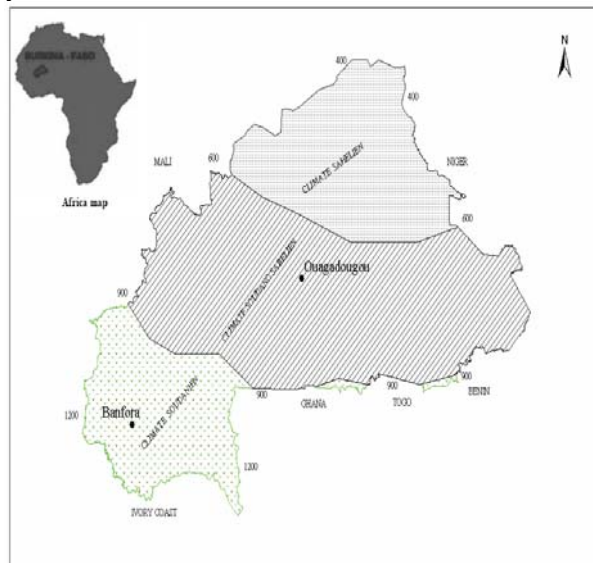 BURKINA - FASO
Africa map
N
400
400
MALI
600
NIGER
CLIMATE SAHELIEN
600
Ouagadougou
CLIMATE SOUDANO SAHELIEN
900
900
900
900
BENIN
GHANA
TOGO
CLIMATE SOUDANIEN
1200
Banfora
1200
IVORY COAST